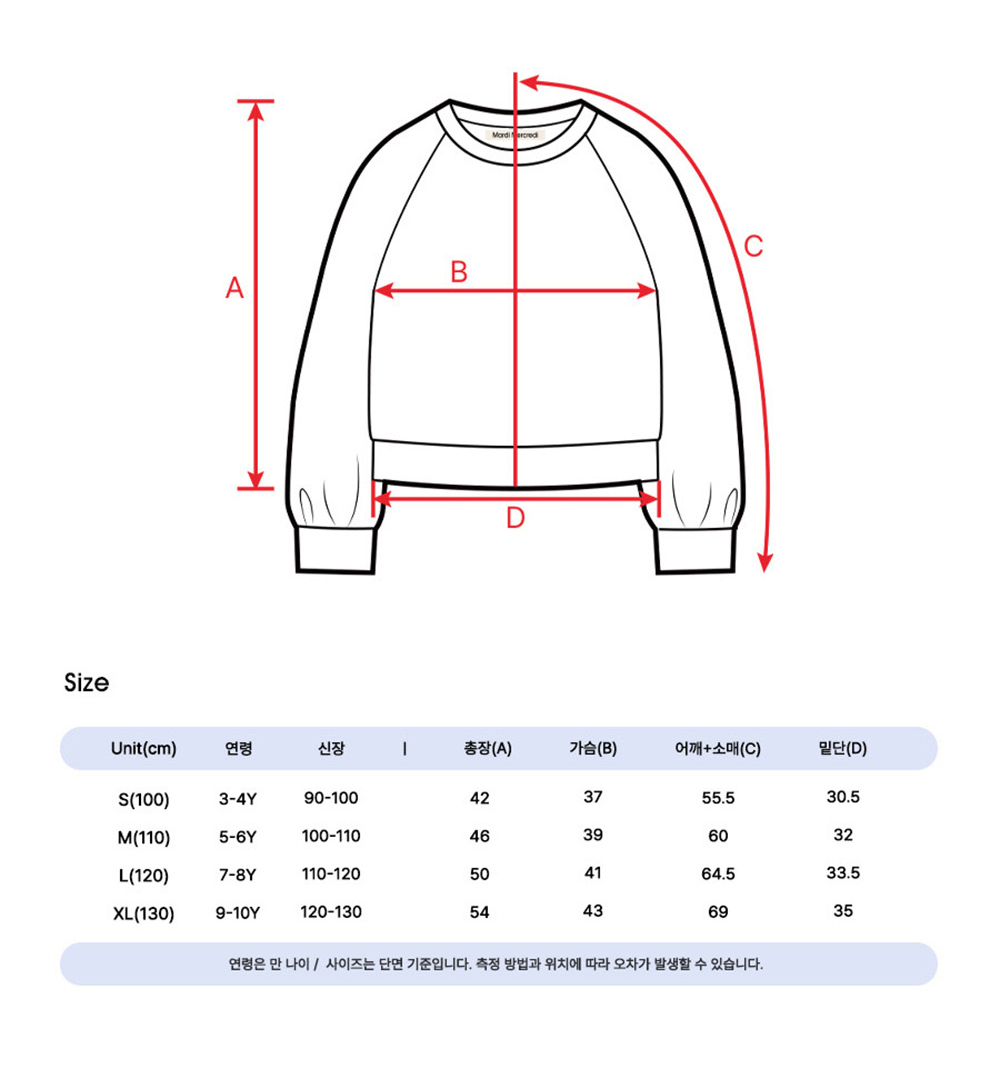 Mardi Mercredi
C
B
A
D
Size
Unit(cm) 연령 신장 | 총장(A) 가슴(B) 어깨+소매(C) 밑단(D)
S(100) 3-4Y 90-100 42 37 55.5 30.5
M(110) 5-6Y 100-110 46 39 60 32
L(120) 7-8Y 110-120 50 41 64.5 33.5
XL(130) 9-10Y 120-130 54 43 69 35
연령은 만 나이 / 사이즈는 단면 기준입니다. 측정 방법과 위치에 따라 오차가 발생할 수 있습니다.